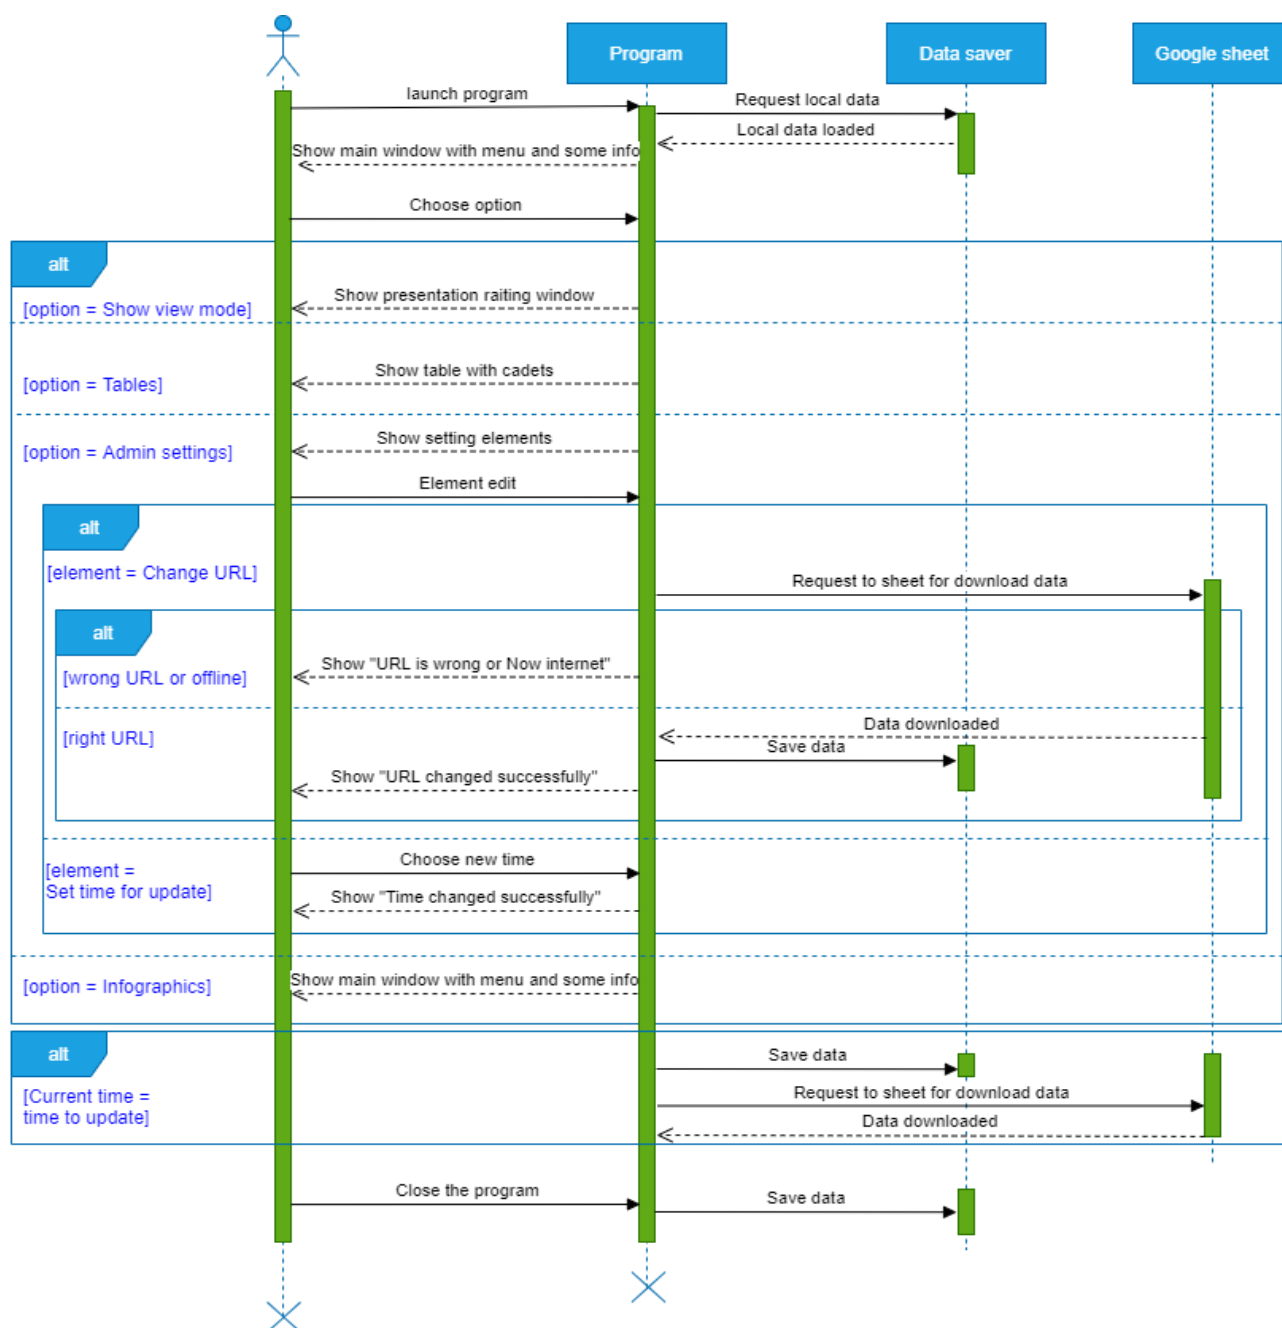 Program
Data saver
Google sheet
launch program
Request local data
Local data loaded
Show main window with menu and some info
Choose option
alt
[option = Show view mode]
Show presentation raiting window
[option = Tables]
Show table with cadets
[option = Admin settings]
Show setting elements
Element edit
alt
[element = Change URL]
Request to sheet for download data
alt
[wrong URL or offline]
Show "URL is wrong or Now internet"
[right URL]
Data downloaded
Save data
Show "URL changed successfully"
[element =
Set time for update]
Choose new time
Show "Time changed successfully"
[option = Infographics]
Show main window with menu and some info
alt
[Current time =
time to update]
Save data
Request to sheet for download data
Data downloaded
Close the program
Save data